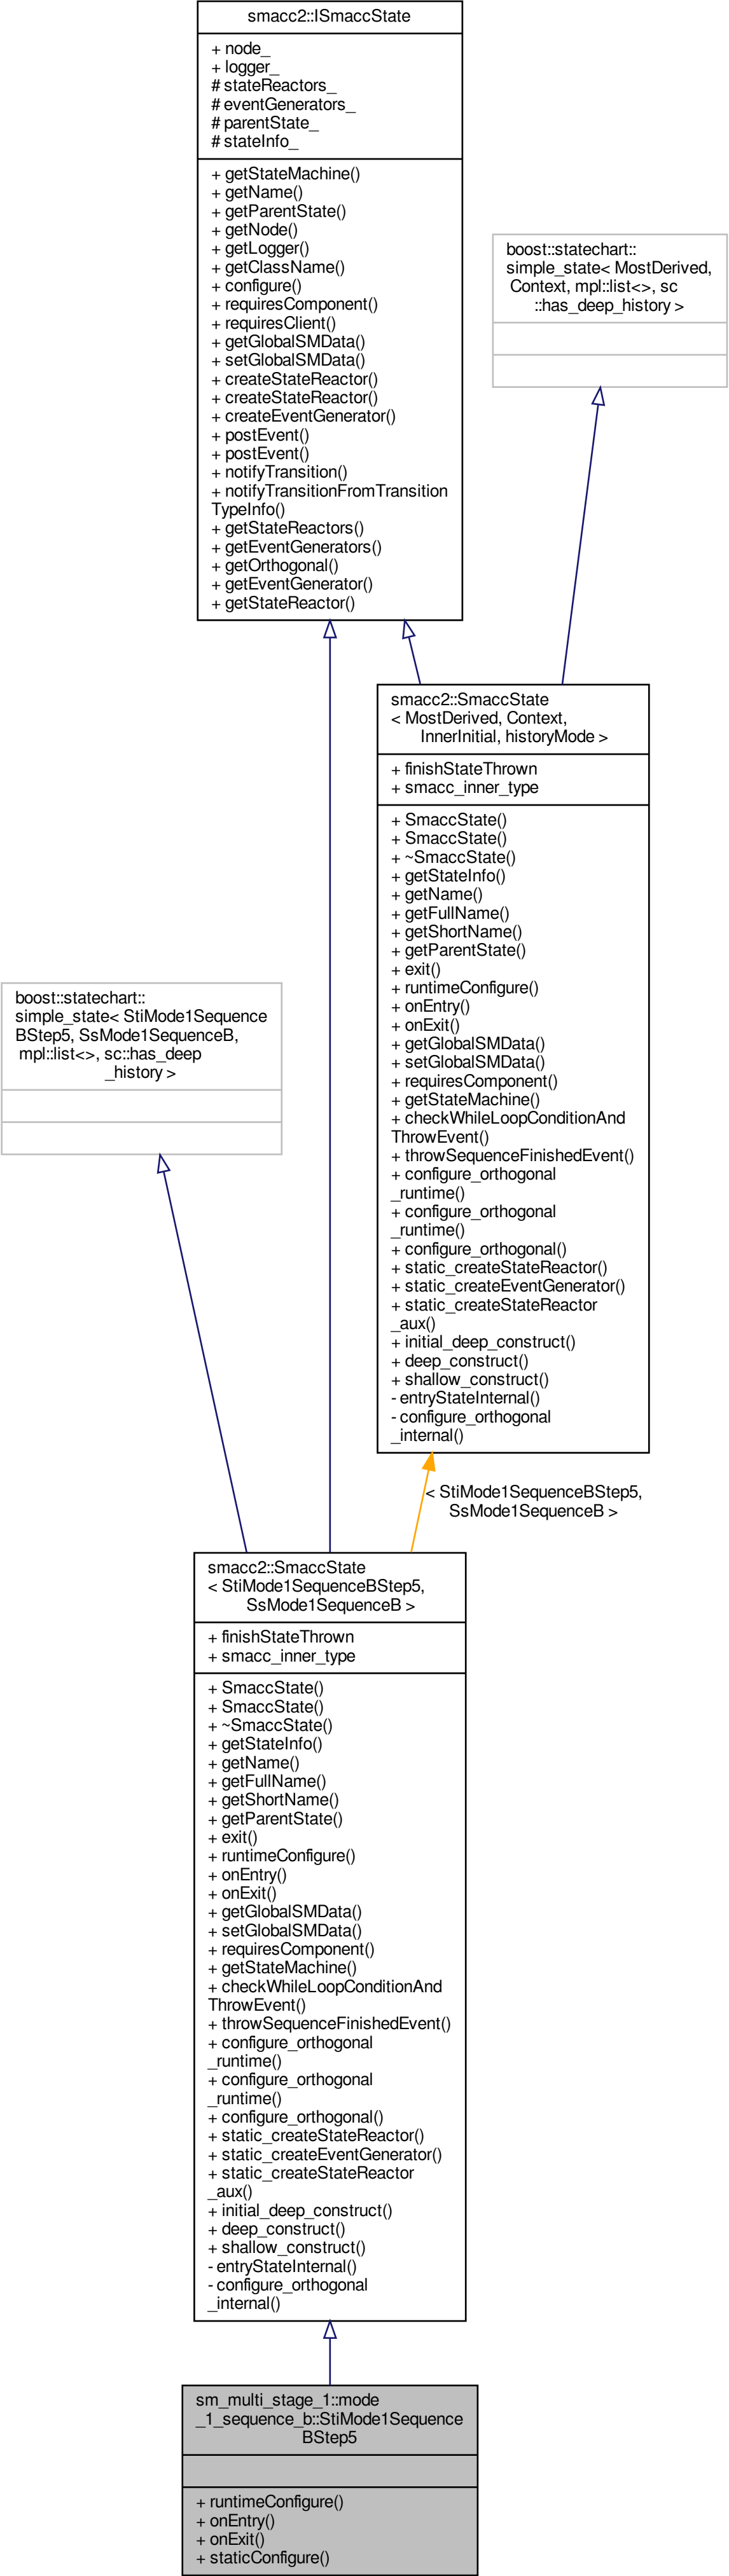 smacc2::ISmaccState
+ node_
+ logger_
# stateReactors_
# eventGenerators_
# parentState_
# stateInfo_
+ getStateMachine()
+ getName()
+ getParentState()
+ getNode()
+ getLogger()
+ getClassName()
+ configure()
+ requiresComponent()
+ requiresClient()
+ getGlobalSMData()
+ setGlobalSMData()
+ createStateReactor()
+ createStateReactor()
+ createEventGenerator()
+ postEvent()
+ postEvent()
+ notifyTransition()
+ notifyTransitionFromTransition
TypeInfo()
+ getStateReactors()
+ getEventGenerators()
+ getOrthogonal()
+ getEventGenerator()
+ getStateReactor()
boost::statechart::
simple_state< MostDerived,
Context, mpl::list<>, sc
::has_deep_history >
smacc2::SmaccState
< MostDerived, Context,
InnerInitial, historyMode >
+ finishStateThrown
+ smacc_inner_type
+ SmaccState()
+ SmaccState()
+ ~SmaccState()
+ getStateInfo()
+ getName()
+ getFullName()
+ getShortName()
+ getParentState()
+ exit()
+ runtimeConfigure()
+ onEntry()
+ onExit()
+ getGlobalSMData()
+ setGlobalSMData()
+ requiresComponent()
+ getStateMachine()
+ checkWhileLoopConditionAnd
ThrowEvent()
+ throwSequenceFinishedEvent()
+ configure_orthogonal
_runtime()
+ configure_orthogonal
_runtime()
+ configure_orthogonal()
+ static_createStateReactor()
+ static_createEventGenerator()
+ static_createStateReactor
_aux()
+ initial_deep_construct()
+ deep_construct()
+ shallow_construct()
- entryStateInternal()
- configure_orthogonal
_internal()
boost::statechart::
simple_state< StiMode1Sequence
BStep5, SsMode1SequenceB,
mpl::list<>, sc::has_deep
_history >
< StiMode1SequenceBStep5,
SsMode1SequenceB >
smacc2::SmaccState
< StiMode1SequenceBStep5,
SsMode1SequenceB >
+ finishStateThrown
+ smacc_inner_type
+ SmaccState()
+ SmaccState()
+ ~SmaccState()
+ getStateInfo()
+ getName()
+ getFullName()
+ getShortName()
+ getParentState()
+ exit()
+ runtimeConfigure()
+ onEntry()
+ onExit()
+ getGlobalSMData()
+ setGlobalSMData()
+ requiresComponent()
+ getStateMachine()
+ checkWhileLoopConditionAnd
ThrowEvent()
+ throwSequenceFinishedEvent()
+ configure_orthogonal
_runtime()
+ configure_orthogonal
_runtime()
+ configure_orthogonal()
+ static_createStateReactor()
+ static_createEventGenerator()
+ static_createStateReactor
_aux()
+ initial_deep_construct()
+ deep_construct()
+ shallow_construct()
- entryStateInternal()
- configure_orthogonal
_internal()
sm_multi_stage_1::mode
_1_sequence_b::StiMode1Sequence
BStep5
+ runtimeConfigure()
+ onEntry()
+ onExit()
+ staticConfigure()